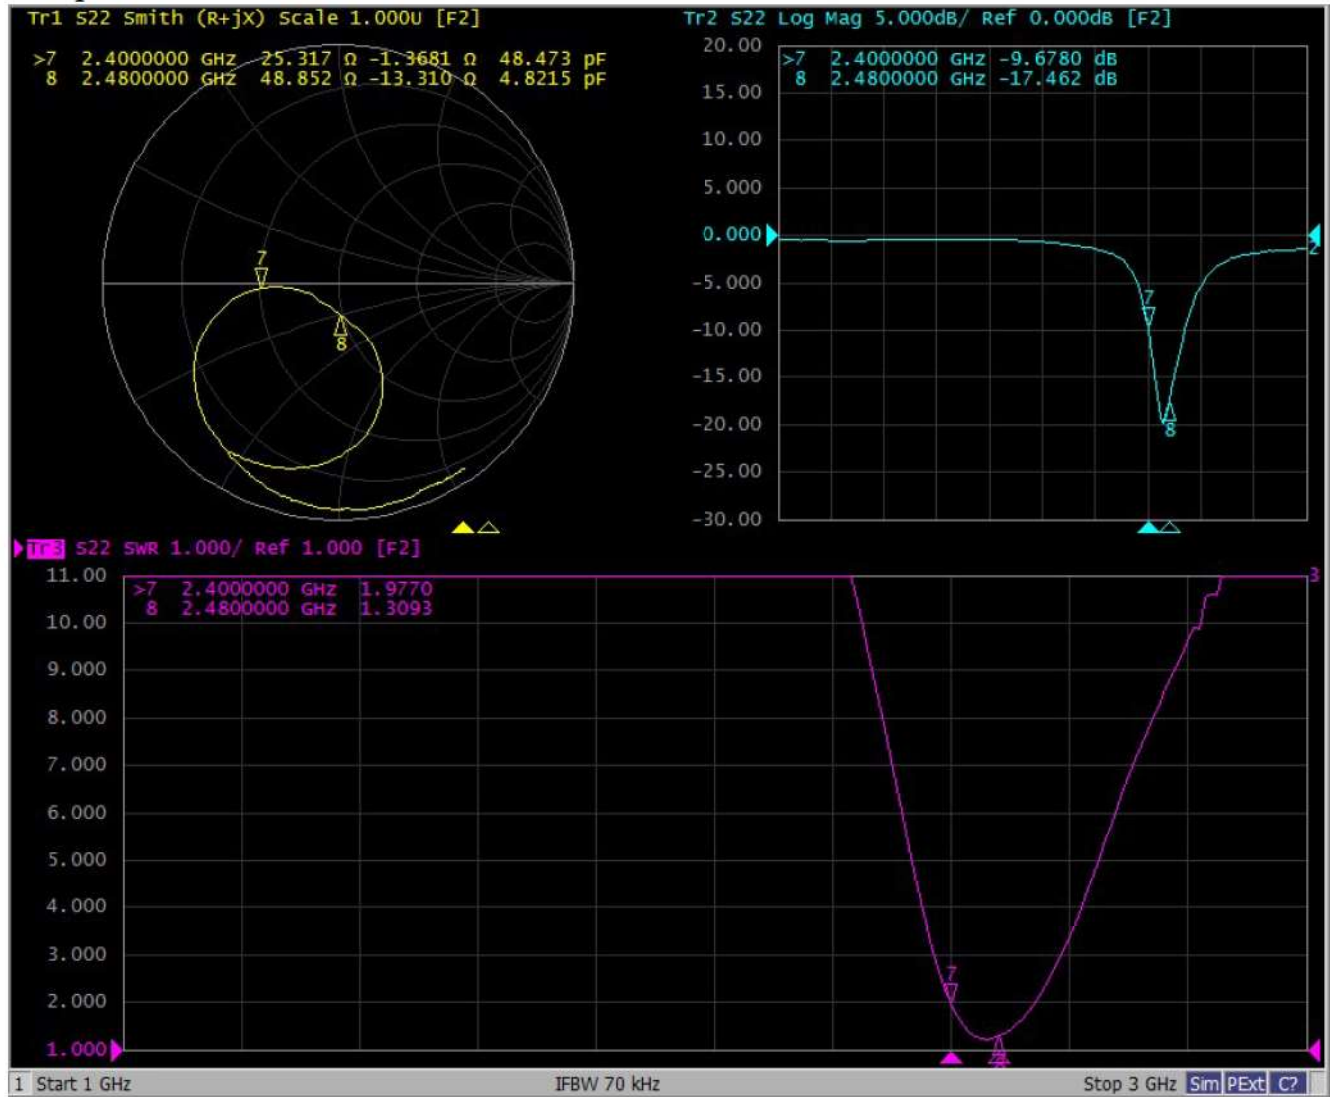 Tr1 S22 Smith (R+jX) Scale 1.000U [F2]
>7 2.4000000 GHz 25.317 Ω -1.3681 Ω 48.473 pF
8 2.4800000 GHz 48.852 Ω -13.310 Ω 4.8215 pF
7
8
Tr2 S22 Log Mag 5.000dB/ Ref 0.000dB [F2]
20.00
>7 2.4000000 GHz -9.6780 dB
8 2.4800000 GHz -17.462 dB
15.00
10.00
5.000
0.000
2
-5.000
7
-10.00
-15.00
-20.00
8
-25.00
-30.00
Tr3 S22 SWR 1.000/ Ref 1.000 [F2]
11.00
3
>7 2.4000000 GHz 1.9770
8 2.4800000 GHz 1.3093
10.00
9.000
8.000
7.000
6.000
5.000
4.000
3.000
7
2.000
1.000
1 Start 1 GHz IFBW 70 kHz Stop 3 GHz Sim PExt C?